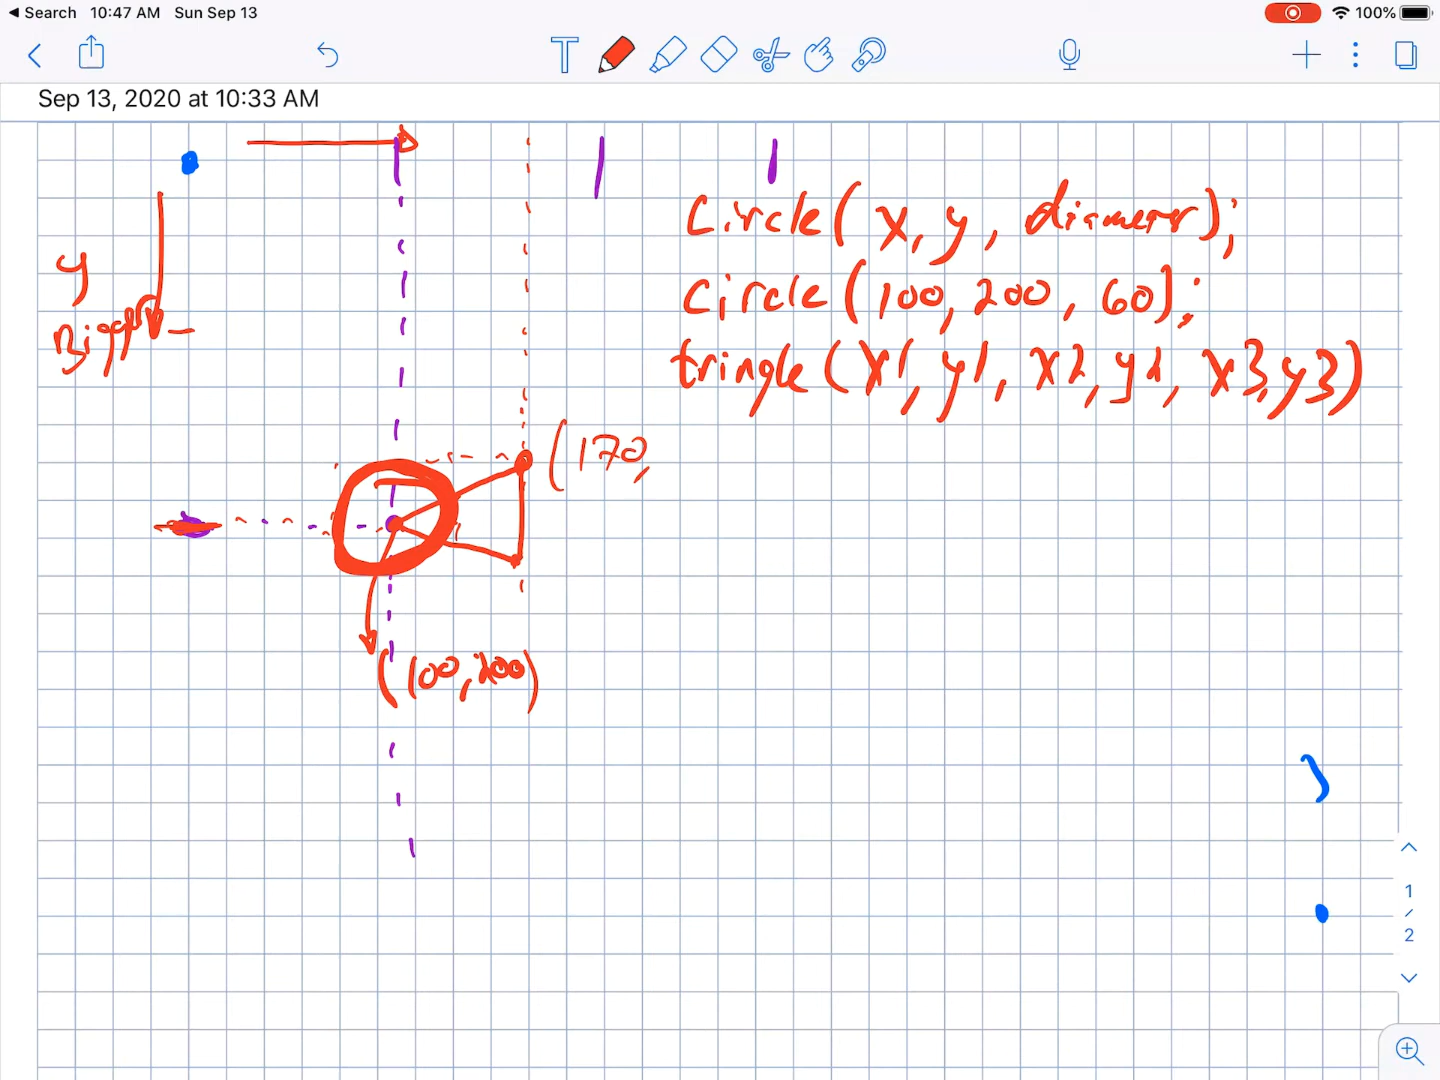 Search 10:47 AM Sun Sep 13 100%
T
Sep 13, 2020 at 10:33 AM
Circle( x, y, diameter);
y
Circle (100, 200, 60);
Bigger
tringle (x1, y1, x2, y2, x3, y3)
(170,
(100, 200)
1
2